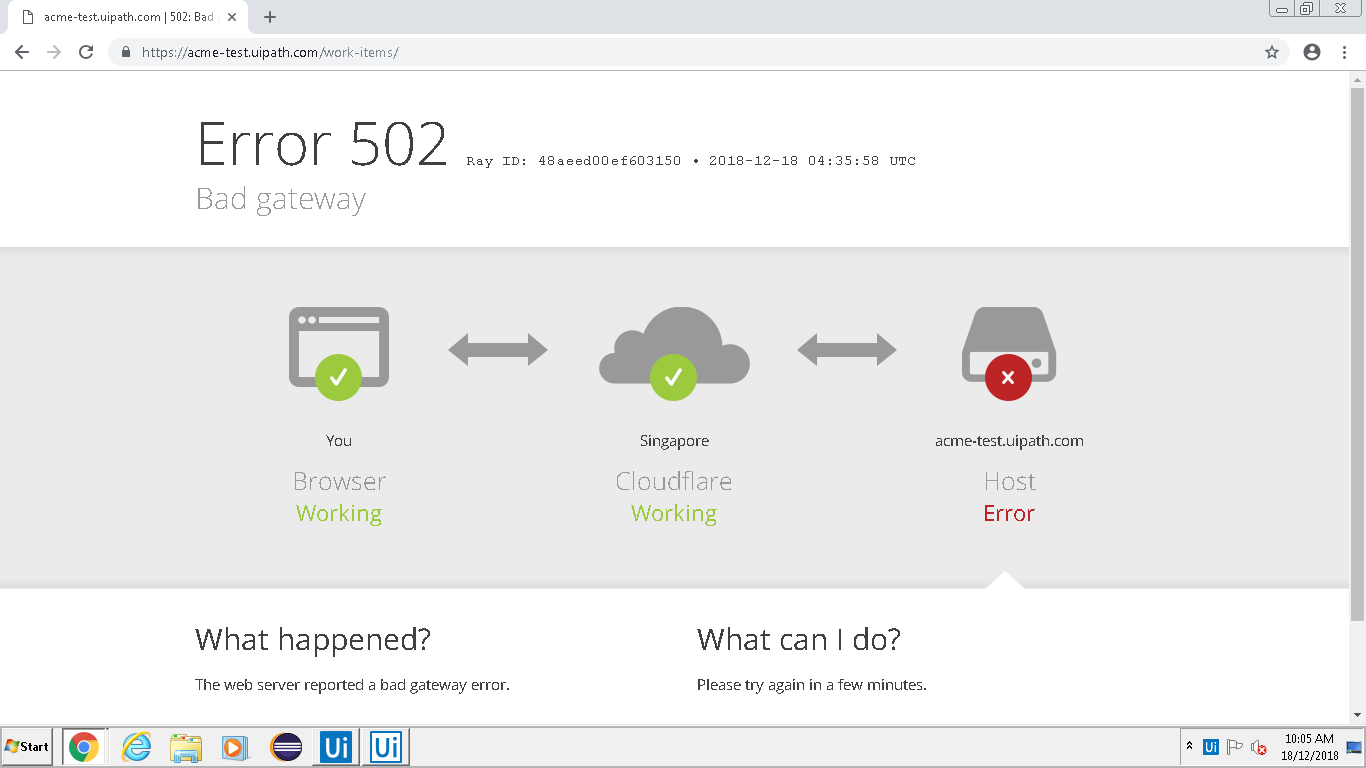 acme-test.uipath.com | 502: Bad
https://acme-test.uipath.com/work-items/
Error 502 Ray ID: 48aeed00ef603150 • 2018-12-18 04:35:58 UTC
Bad gateway
You Singapore acme-test.uipath.com
Browser Cloudflare Host
Working Working Error
What happened? What can I do?
The web server reported a bad gateway error. Please try again in a few minutes.
Start Ui Ui Ui 10:05 AM
18/12/2018